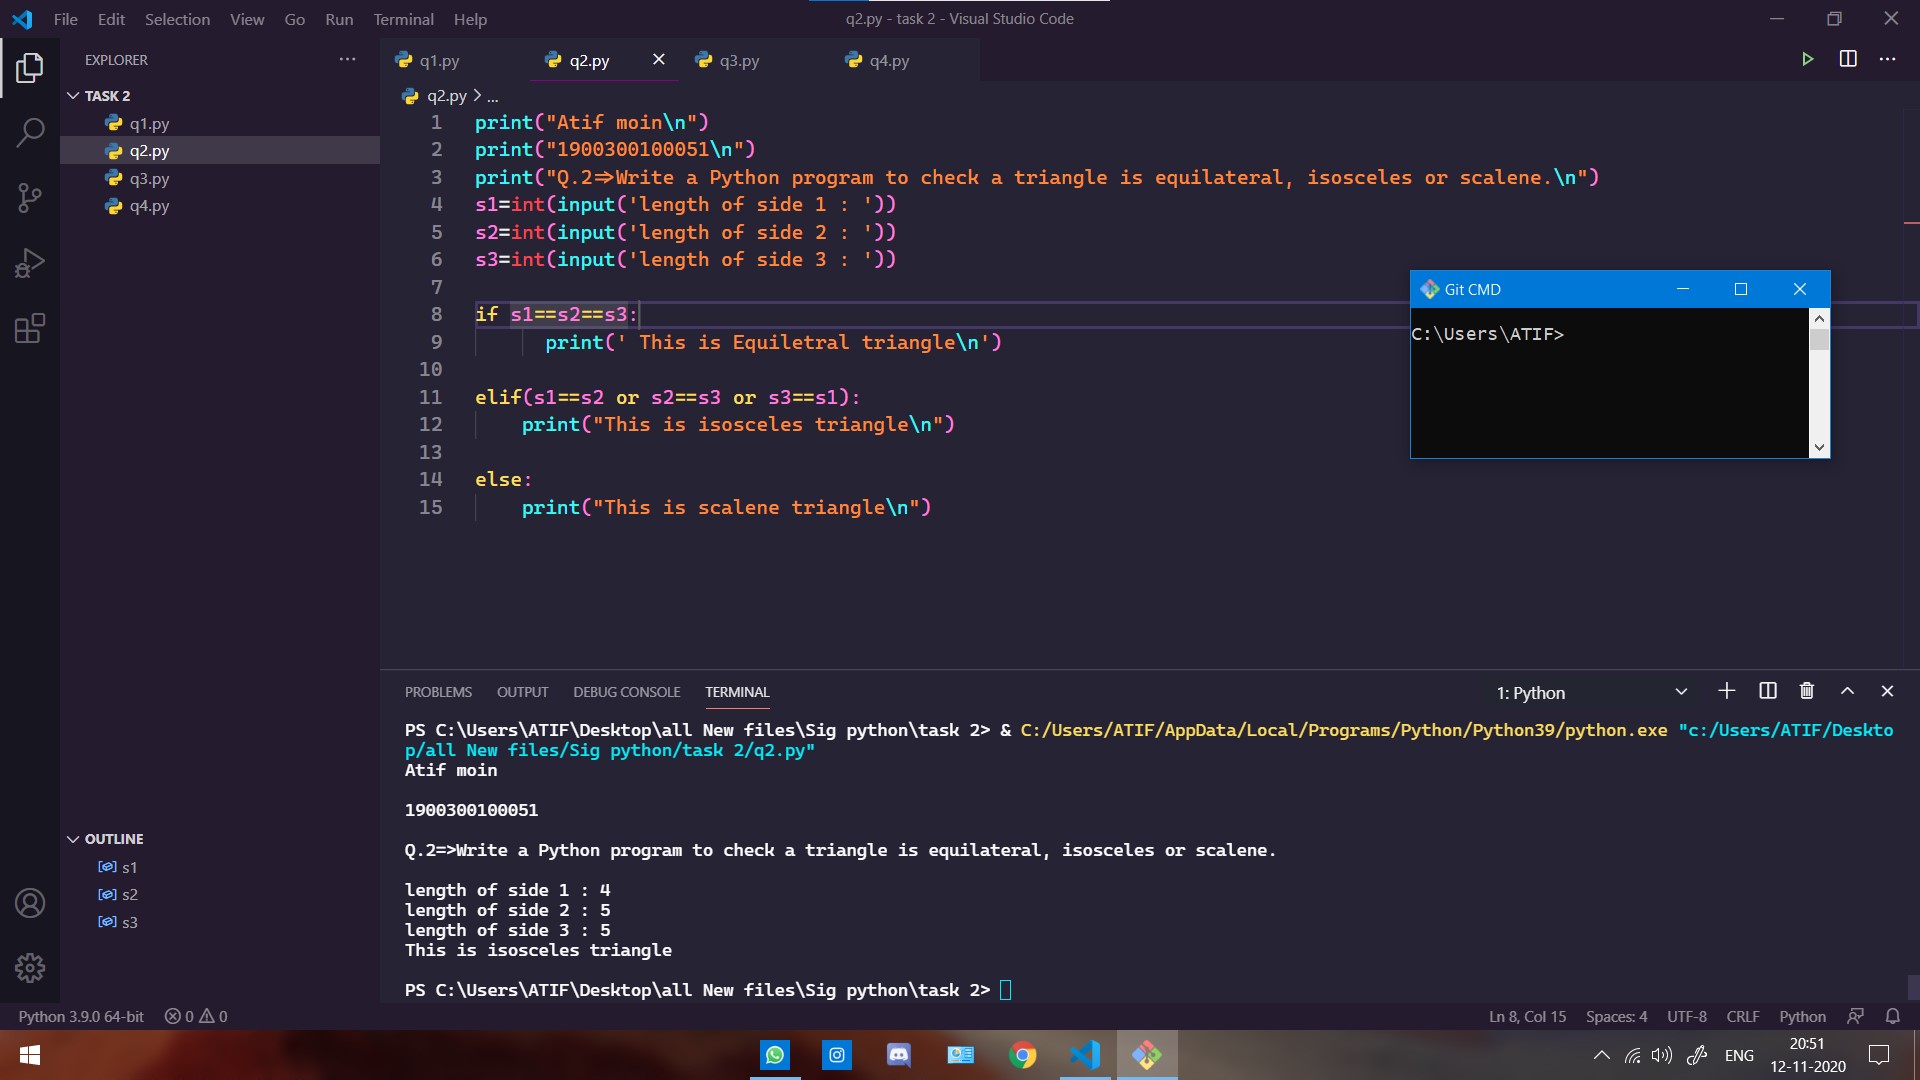 File Edit Selection View Go Run Terminal Help
q2.py - task 2 - Visual Studio Code
EXPLORER
TASK 2
q1.py
q2.py
q3.py
q4.py
OUTLINE
s1
s2
s3
q1.py q2.py q3.py q4.py
q2.py > ...
1 print("Atif moin\n")
2 print("1900300100051\n")
3 print("Q.2=>Write a Python program to check a triangle is equilateral, isosceles or scalene.\n")
4 s1=int(input('length of side 1 : '))
5 s2=int(input('length of side 2 : '))
6 s3=int(input('length of side 3 : '))
7
8 if s1==s2==s3:
9 print(' This is Equiletral triangle\n')
10
11 elif(s1==s2 or s2==s3 or s3==s1):
12 print("This is isosceles triangle\n")
13
14 else:
15 print("This is scalene triangle\n")
Git CMD
C:\Users\ATIF>
PROBLEMS OUTPUT DEBUG CONSOLE TERMINAL
1: Python
PS C:\Users\ATIF\Desktop\all New files\Sig python\task 2> & C:/Users/ATIF/AppData/Local/Programs/Python/Python39/python.exe "c:/Users/ATIF/Deskto
p/all New files/Sig python/task 2/q2.py"
Atif moin
1900300100051
Q.2=>Write a Python program to check a triangle is equilateral, isosceles or scalene.
length of side 1 : 4
length of side 2 : 5
length of side 3 : 5
This is isosceles triangle
PS C:\Users\ATIF\Desktop\all New files\Sig python\task 2>
Python 3.9.0 64-bit 0 0
Ln 8, Col 15 Spaces: 4 UTF-8 CRLF Python
ENG
20:51
12-11-2020